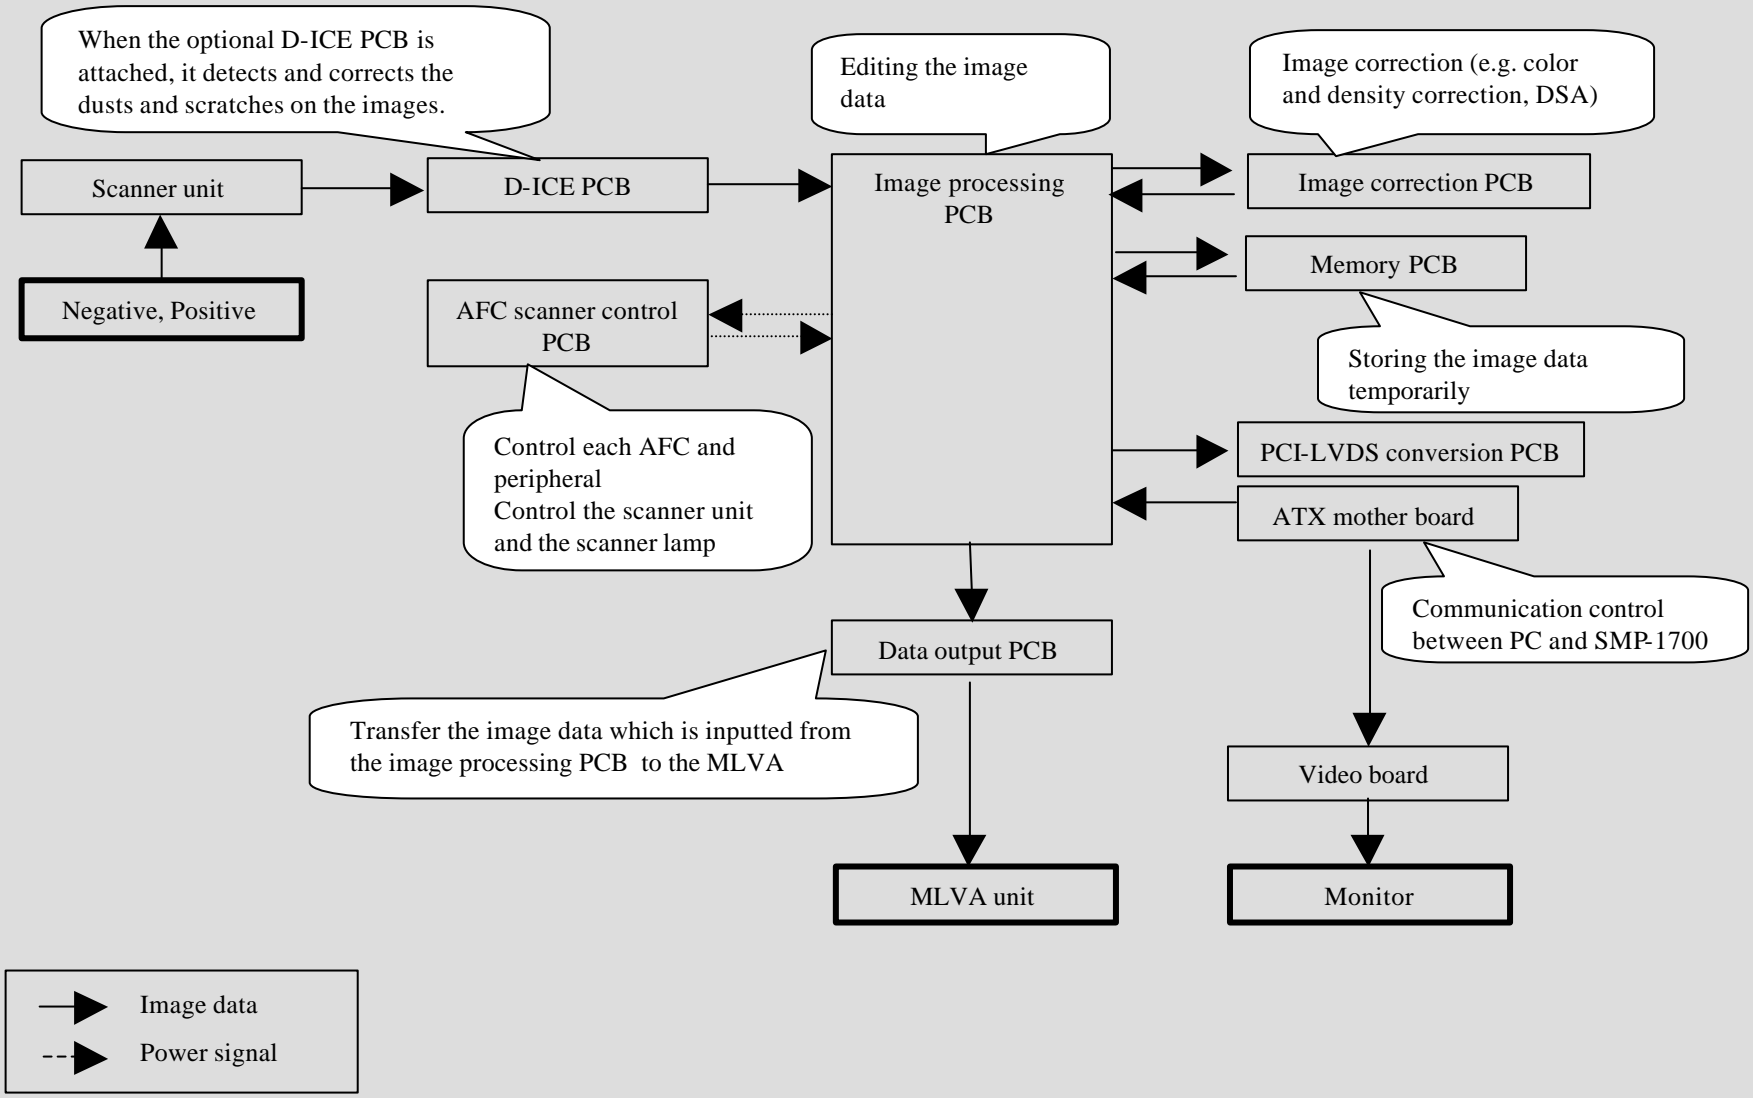 When the optional D-ICE PCB is
attached, it detects and corrects the
dusts and scratches on the images.
Editing the image
data
Image correction (e.g. color
and density correction, DSA)
Scanner unit
D-ICE PCB
Image processing
PCB
Image correction PCB
Memory PCB
Negative, Positive
AFC scanner control
PCB
Storing the image data
temporarily
Control each AFC and
peripheral
Control the scanner unit
and the scanner lamp
PCI-LVDS conversion PCB
ATX mother board
Communication control
between PC and SMP-1700
Data output PCB
Transfer the image data which is inputted from
the image processing PCB to the MLVA
Video board
MLVA unit
Monitor
Image data
Power signal